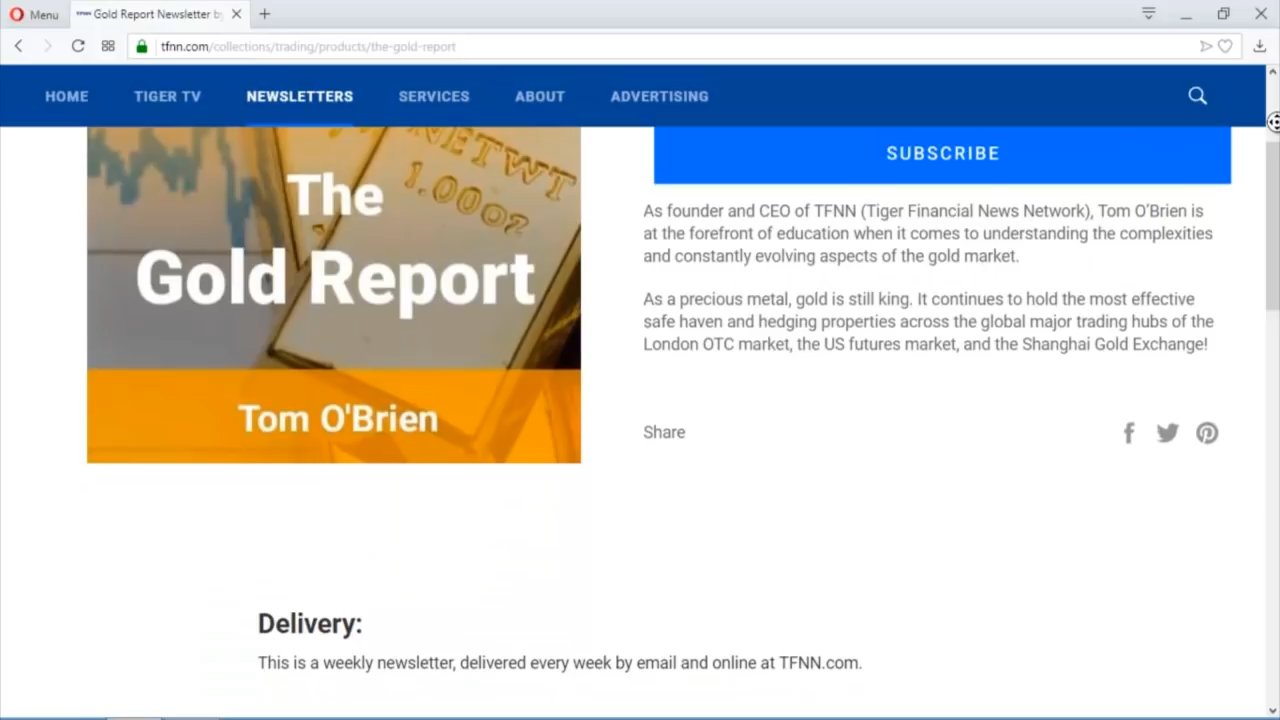 Menu
Gold Report Newsletter b
tfnn.com/collections/trading/products/the-gold-report
HOME
TIGER TV
NEWSLETTERS
SERVICES
ABOUT
ADVERTISING
NETWT
1.00oz
The
Gold Report
Tom O'Brien
SUBSCRIBE
As founder and CEO of TFNN (Tiger Financial News Network), Tom O'Brien is
at the forefront of education when it comes to understanding the complexities
and constantly evolving aspects of the gold market.
As a precious metal, gold is still king. It continues to hold the most effective
safe haven and hedging properties across the global major trading hubs of the
London OTC market, the US futures market, and the Shanghai Gold Exchange!
Share
Delivery:
This is a weekly newsletter, delivered every week by email and online at TFNN.com.